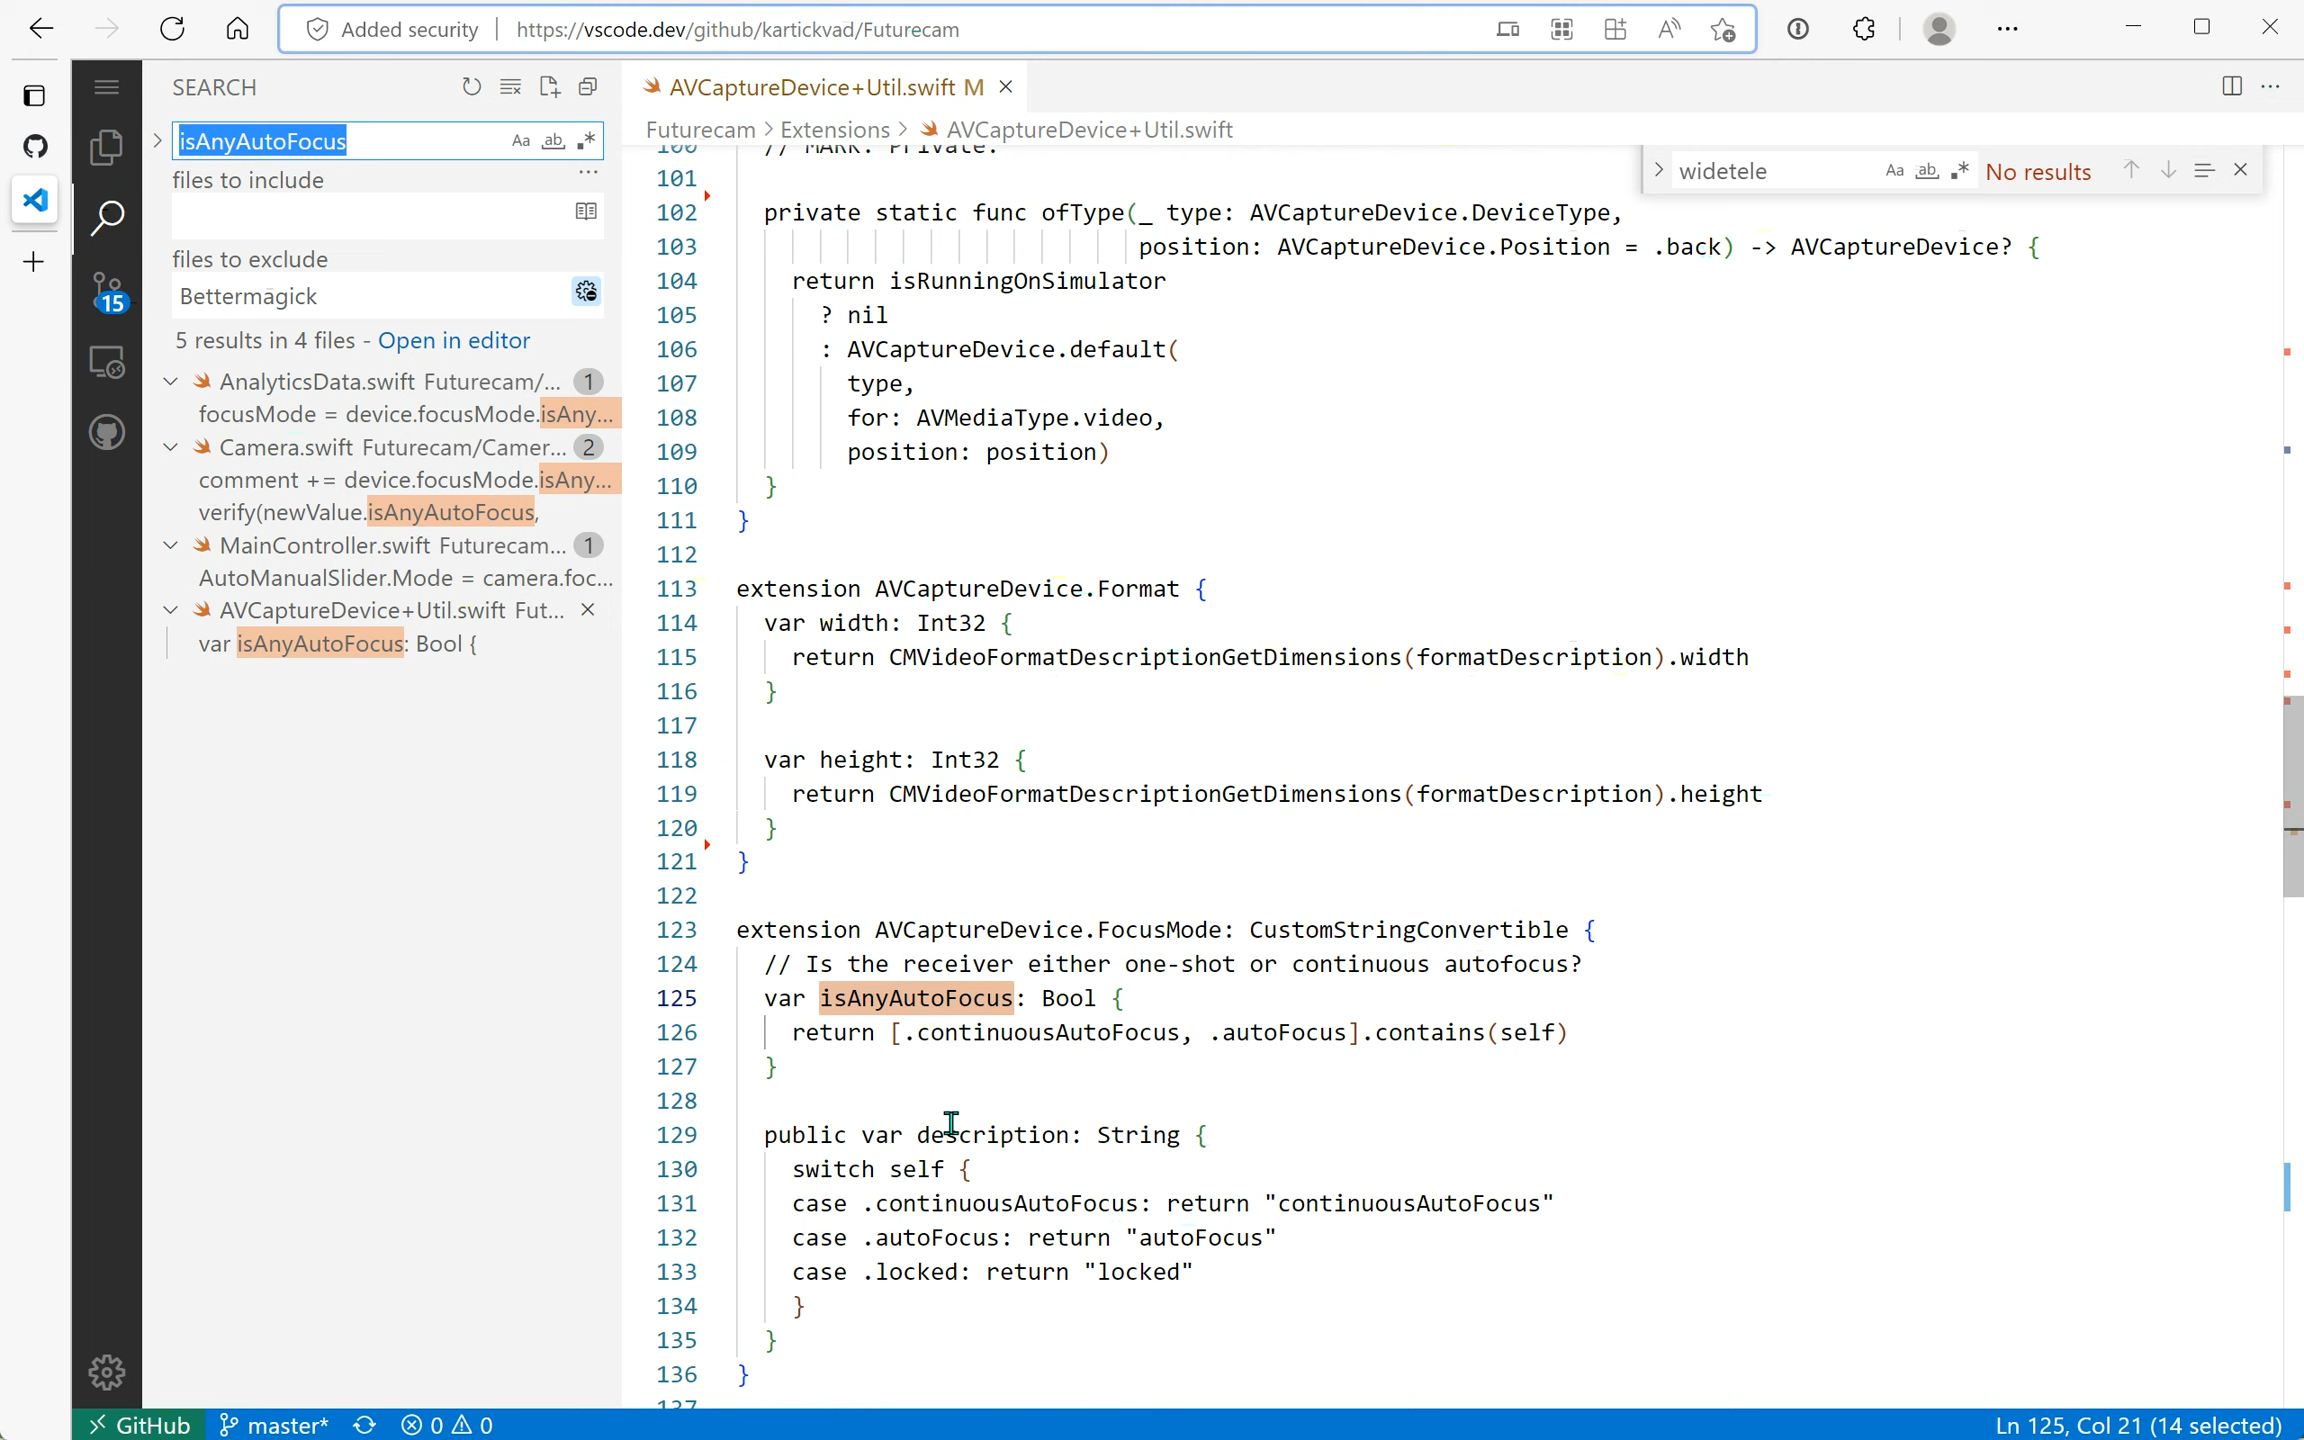 Added security https://vscode.dev/github/kartickvad/Futurecam
SEARCH
isAnyAutoFocus Aa ab .*
files to include ...
files to exclude
Bettermagick
5 results in 4 files - Open in editor
AnalyticsData.swift Futurecam/... 1
focusMode = device.focusMode.isAny...
Camera.swift Futurecam/Camer... 2
comment += device.focusMode.isAny...
verify(newValue.isAnyAutoFocus,
MainController.swift Futurecam... 1
AutoManualSlider.Mode = camera.foc...
AVCaptureDevice+Util.swift Fut...
var isAnyAutoFocus: Bool {
15
AVCaptureDevice+Util.swift M
Futurecam > Extensions > AVCaptureDevice+Util.swift
widetele Aa ab .* No results
100 // MARK: Private.
101
102 private static func ofType(_ type: AVCaptureDevice.DeviceType,
103 position: AVCaptureDevice.Position = .back) -> AVCaptureDevice? {
104 return isRunningOnSimulator
105 ? nil
106 : AVCaptureDevice.default(
107 type,
108 for: AVMediaType.video,
109 position: position)
110 }
111 }
112
113 extension AVCaptureDevice.Format {
114 var width: Int32 {
115 return CMVideoFormatDescriptionGetDimensions(formatDescription).width
116 }
117
118 var height: Int32 {
119 return CMVideoFormatDescriptionGetDimensions(formatDescription).height
120 }
121 }
122
123 extension AVCaptureDevice.FocusMode: CustomStringConvertible {
124 // Is the receiver either one-shot or continuous autofocus?
125 var isAnyAutoFocus: Bool {
126 return [.continuousAutoFocus, .autoFocus].contains(self)
127 }
128
129 public var description: String {
130 switch self {
131 case .continuousAutoFocus: return "continuousAutoFocus"
132 case .autoFocus: return "autoFocus"
133 case .locked: return "locked"
134 }
135 }
136 }
137
GitHub master* 0 0 Ln 125, Col 21 (14 selected)